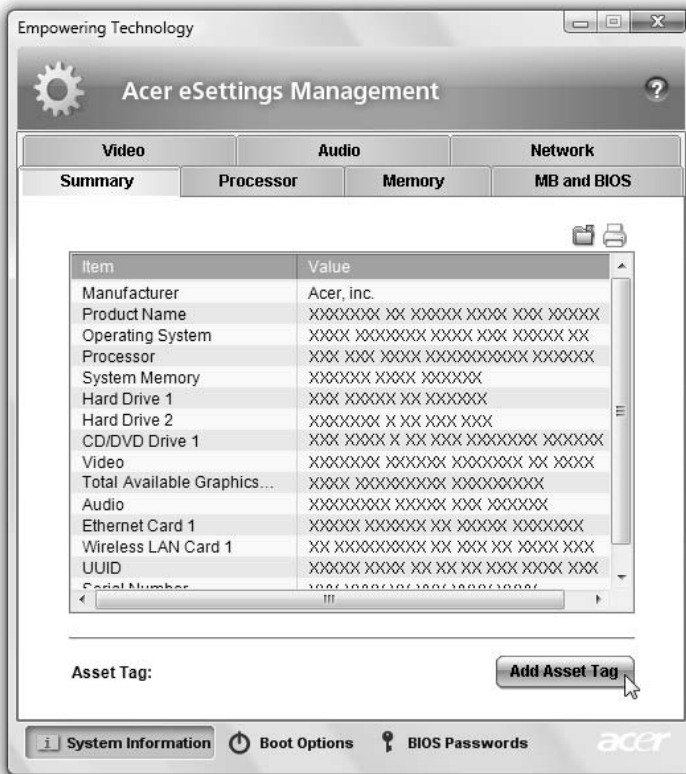 Empowering Technology
Acer eSettings Management
?
Video Audio Network
Summary Processor Memory MB and BIOS
Item Value
Manufacturer Acer, inc.
Product Name XXXXXXX XX XXXXX XXXX XXX XXXXX
Operating System XXXX XXXXXXX XXXX XXX XXXXX XX
Processor XXX XXX XXXX XXXXXXXXXX XXXXXX
System Memory XXXXXX XXXX XXXXXX
Hard Drive 1 XXX XXXXX XX XXXXXX
Hard Drive 2 XXXXXXX X XX XXX XXX
CD/DVD Drive 1 XXX XXXX X XX XXX XXXXXXX XXXXXX
Video XXXXXXX XXXXXX XXXXXXX XX XXXX
Total Available Graphics... XXXX XXXXXXXXX XXXXXXXXX
Audio XXXXXXXX XXXXX XXX XXXXXX
Ethernet Card 1 XXXXX XXXXXX XX XXXXX XXXXXXX
Wireless LAN Card 1 XX XXXXXXXXX XX XXX XX XXXX XXX
UUID XXXXX XXXX XX XX XX XXX XXXX XXX
Serial Number
Asset Tag: Add Asset Tag
i System Information Boot Options BIOS Passwords acer